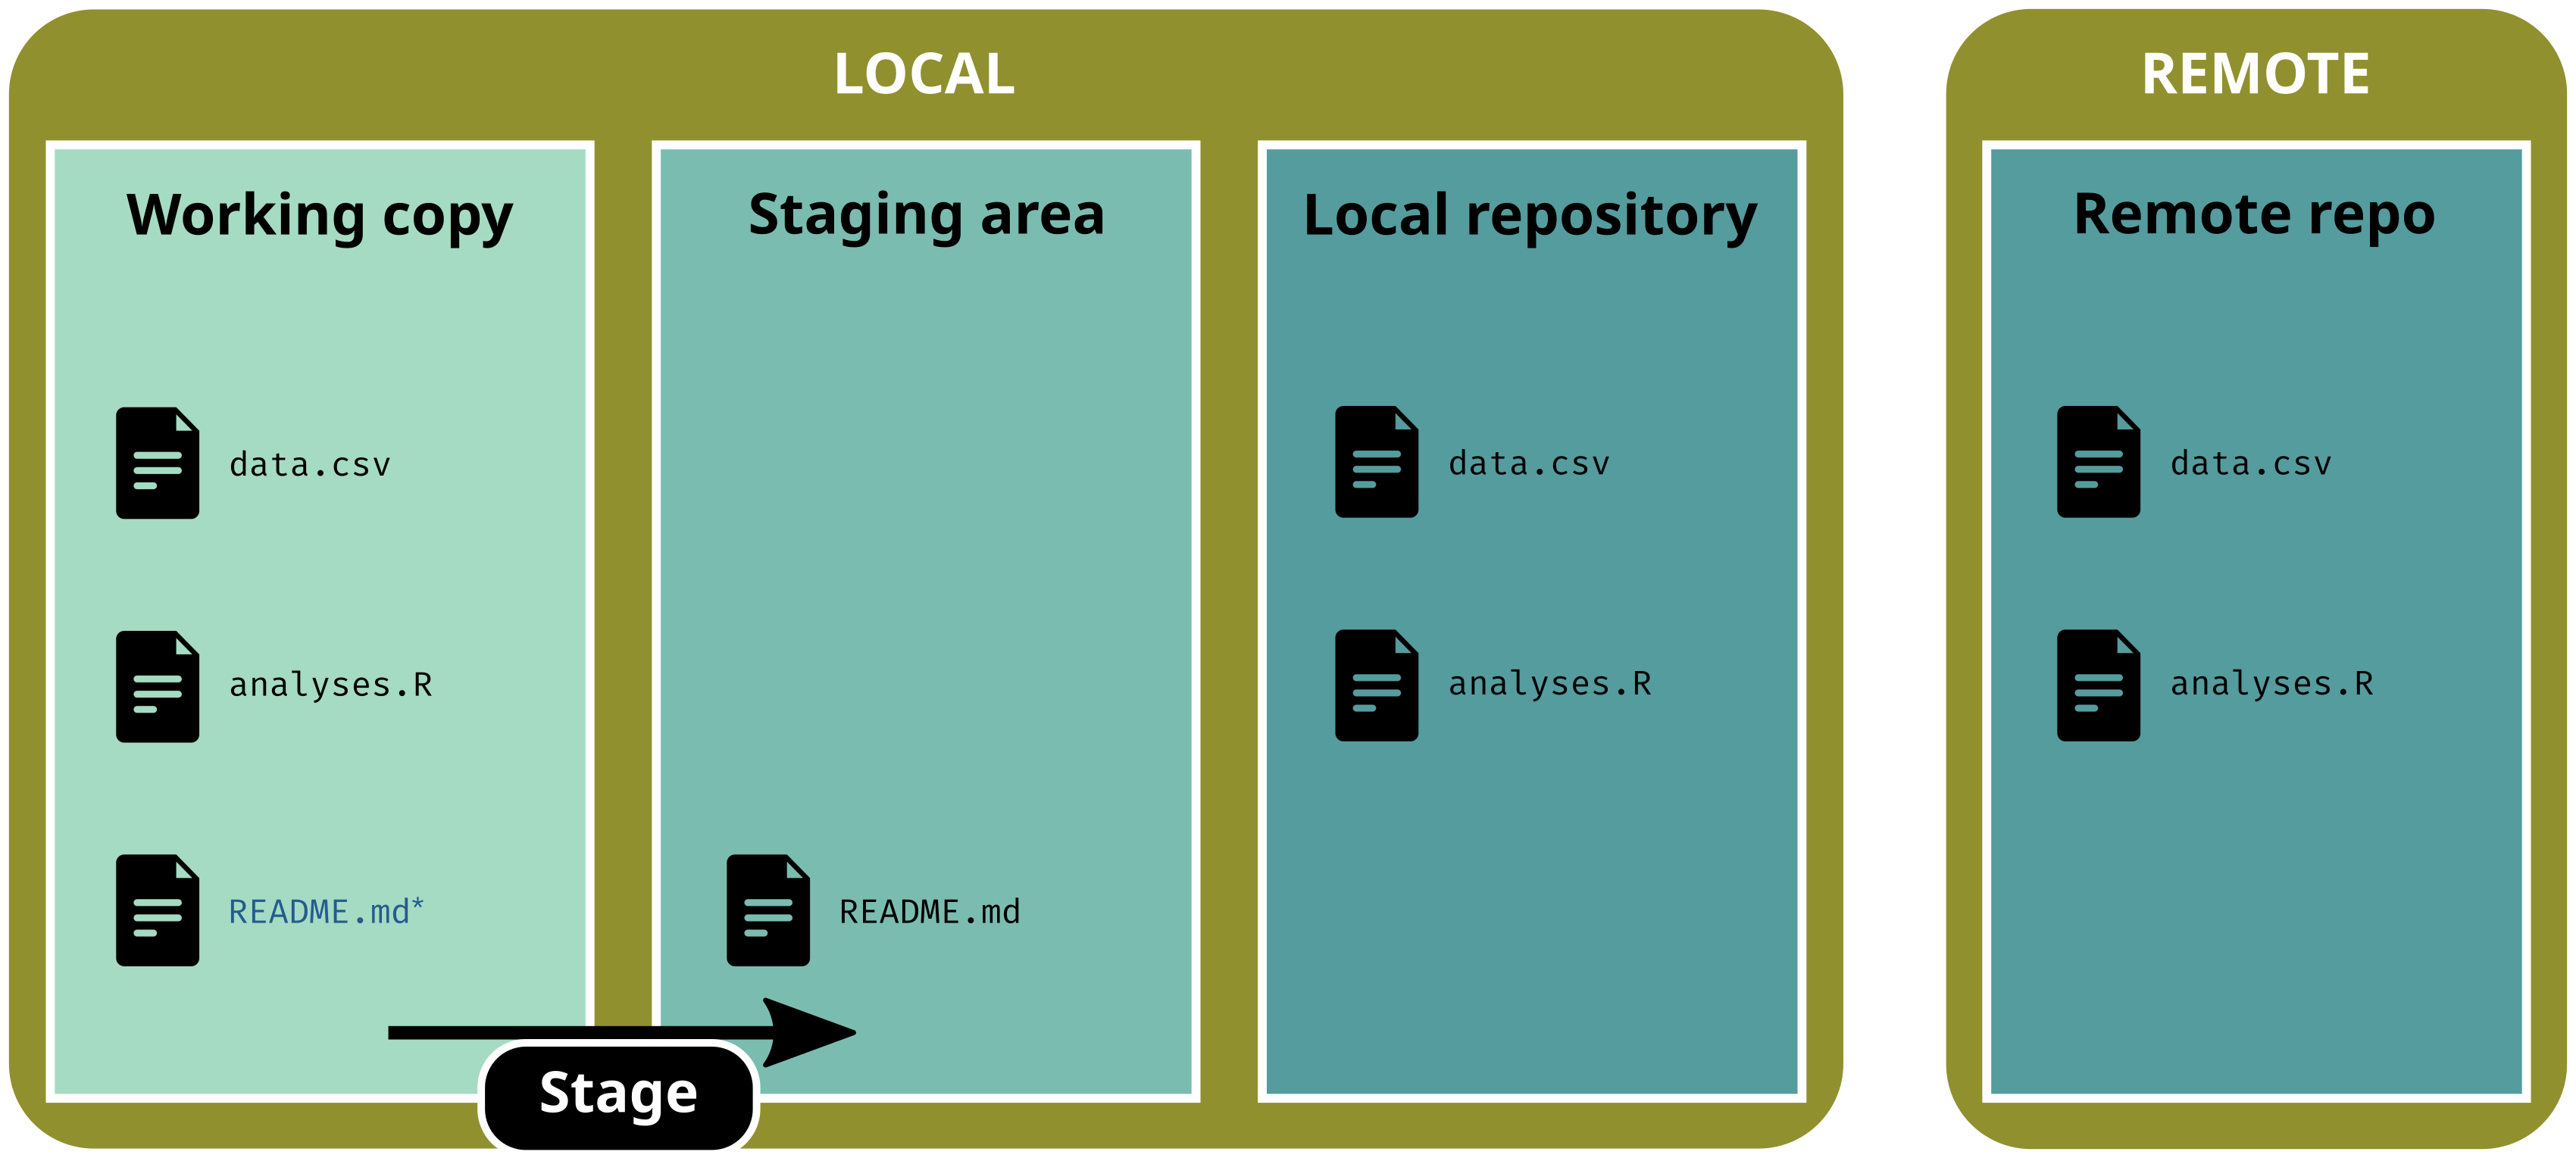 LOCAL
REMOTE
Working copy
Staging area
Local repository
Remote repo
data.csv
data.csv
data.csv
analyses.R
analyses.R
analyses.R
README.md*
README.md
Stage